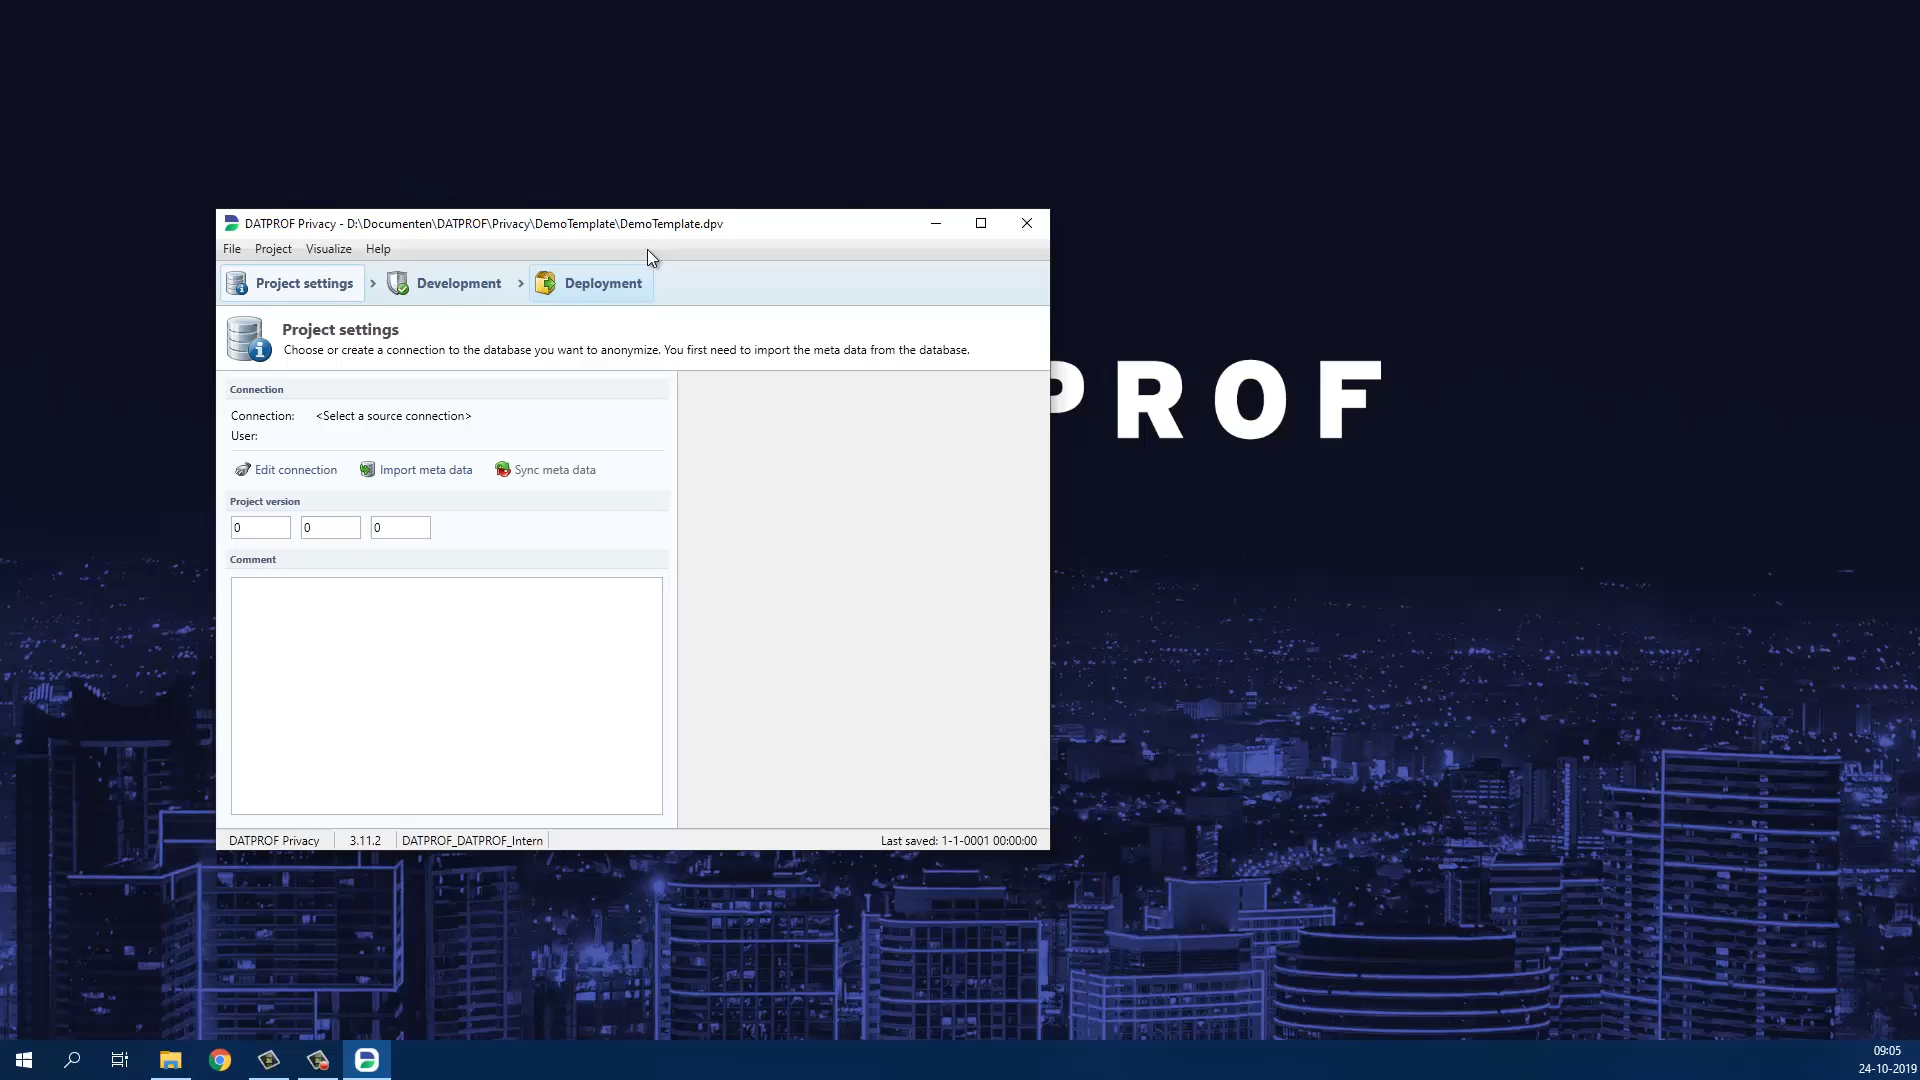 DATPROF Privacy - D:\Documenten\DATPROF\Privacy\DemoTemplate\DemoTemplate.dpv
File Project Visualize Help
Project settings Development Deployment
Project settings
Choose or create a connection to the database you want to anonymize. You first need to import the meta data from the database.
PROF
Connection
Connection: <Select a source connection>
User:
Edit connection Import meta data Sync meta data
Project version
0 0 0
Comment
DATPROF Privacy 3.11.2 DATPROF_DATPROF_Intern Last saved: 1-1-0001 00:00:00
09:05
24-10-2019